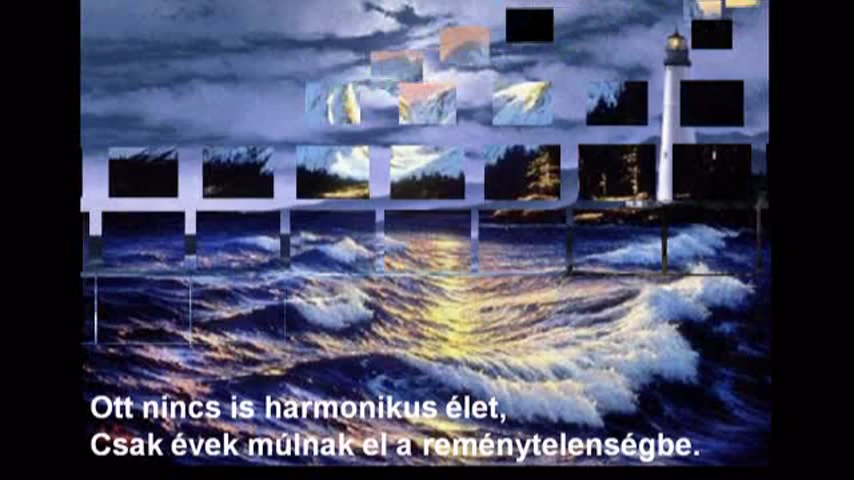 Ott nincs is harmonikus élet,
Csak évek múlnak el a reménytelenségbe.